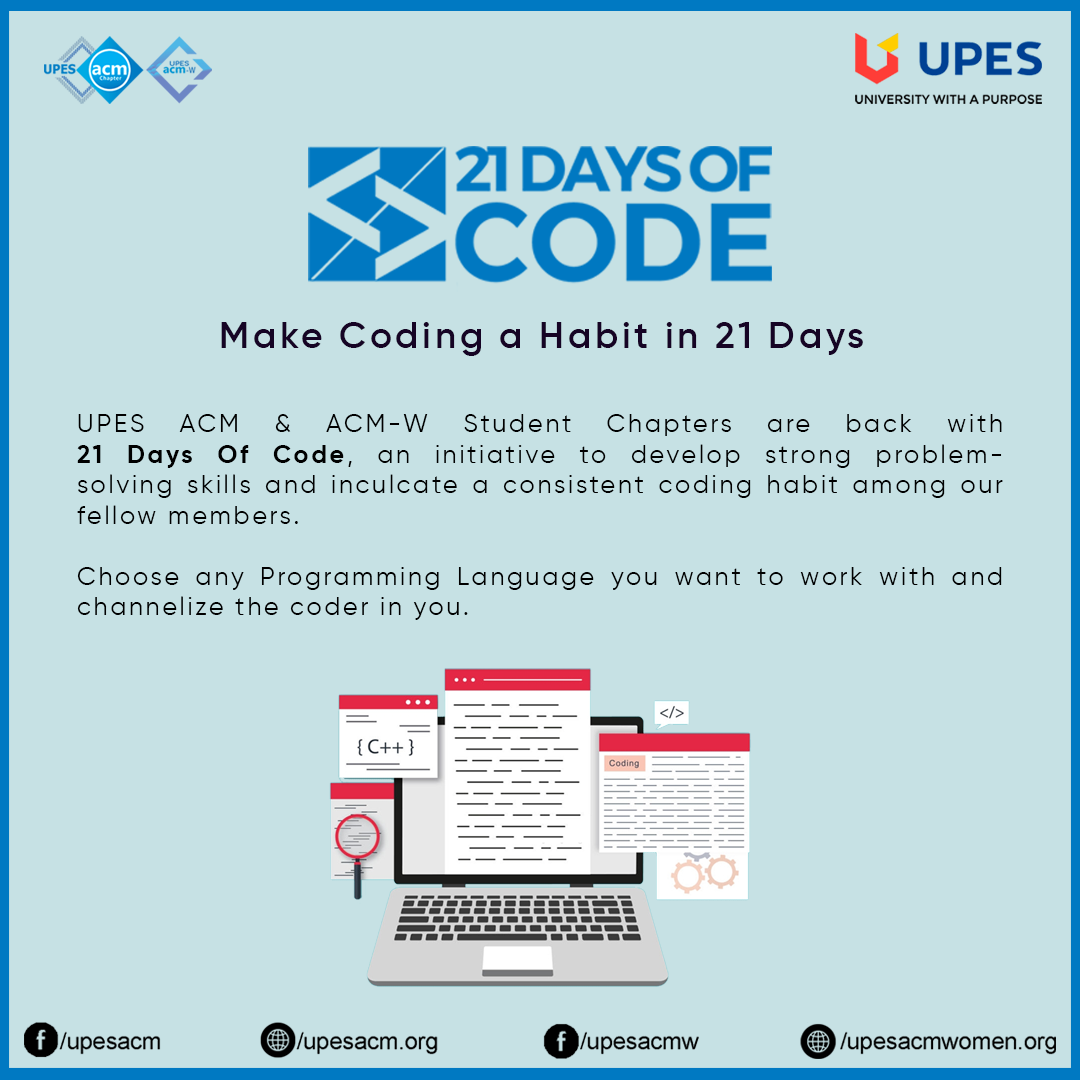 UPES acm Chapter
UPES acm-w
UPES
UNIVERSITY WITH A PURPOSE
21 DAYS OF
CODE
Make Coding a Habit in 21 Days
UPES ACM & ACM-W Student Chapters are back with
21 Days Of Code, an initiative to develop strong problem-
solving skills and inculcate a consistent coding habit among our
fellow members.
Choose any Programming Language you want to work with and
channelize the coder in you.
</>
{ C++ }
Coding
/upesacm
/upesacm.org
/upesacmw
/upesacmwomen.org